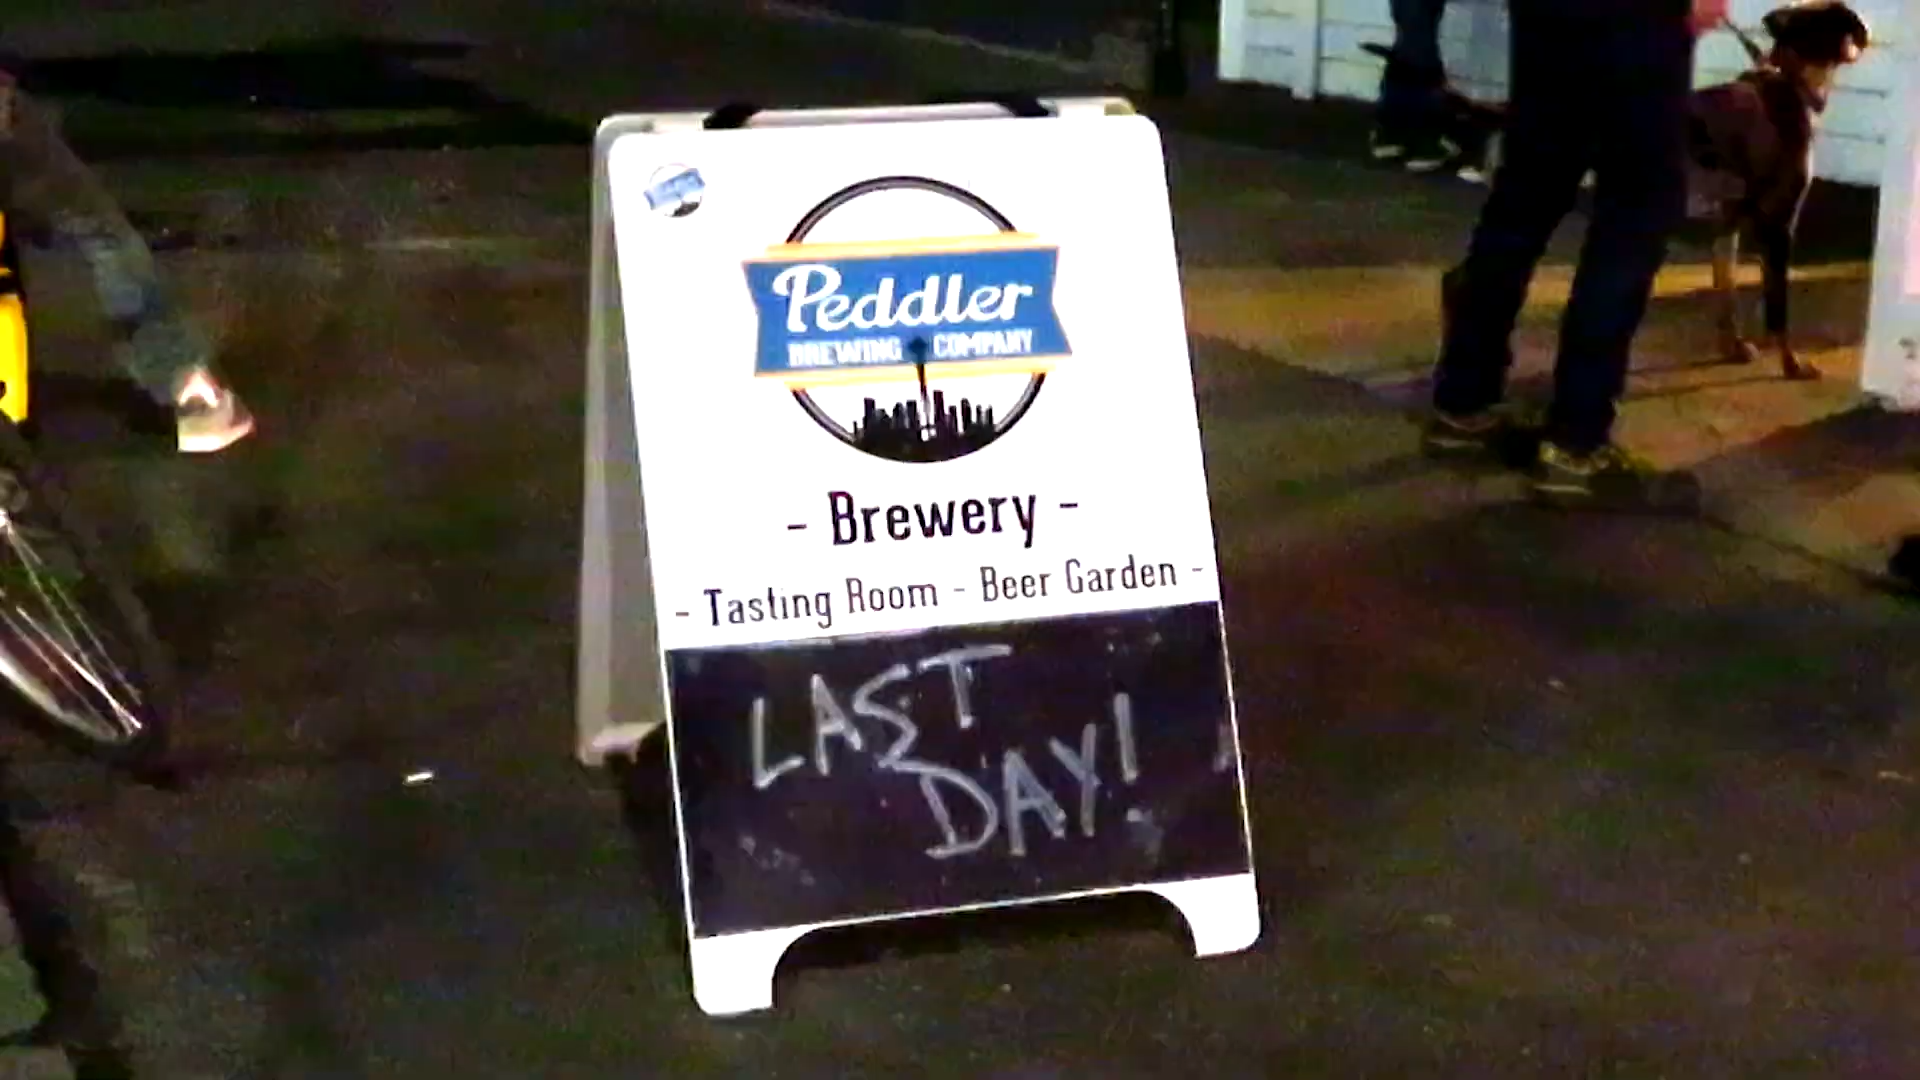 Peddler
BREWING COMPANY
- Brewery -
- Tasting Room - Beer Garden -
LAST
DAY!